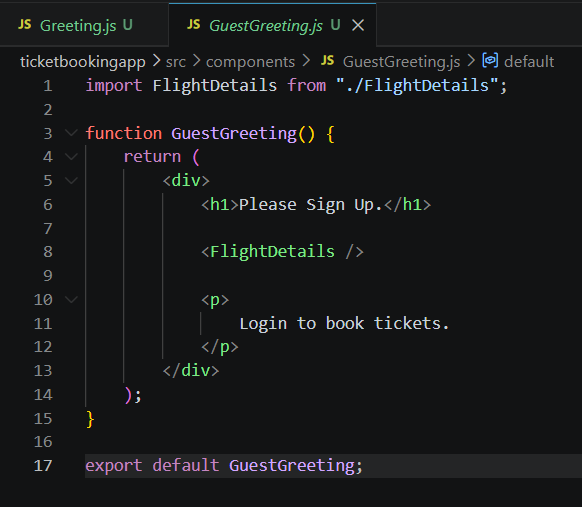 JS Greeting.js U
JS GuestGreeting.js U
ticketbookingapp > src > components > JS GuestGreeting.js > default
1 import FlightDetails from "./FlightDetails";
2
3 function GuestGreeting() {
4 return (
5 <div>
6 <h1>Please Sign Up.</h1>
7
8 <FlightDetails />
9
10 <p>
11 Login to book tickets.
12 </p>
13 </div>
14 );
15 }
16
17 export default GuestGreeting;